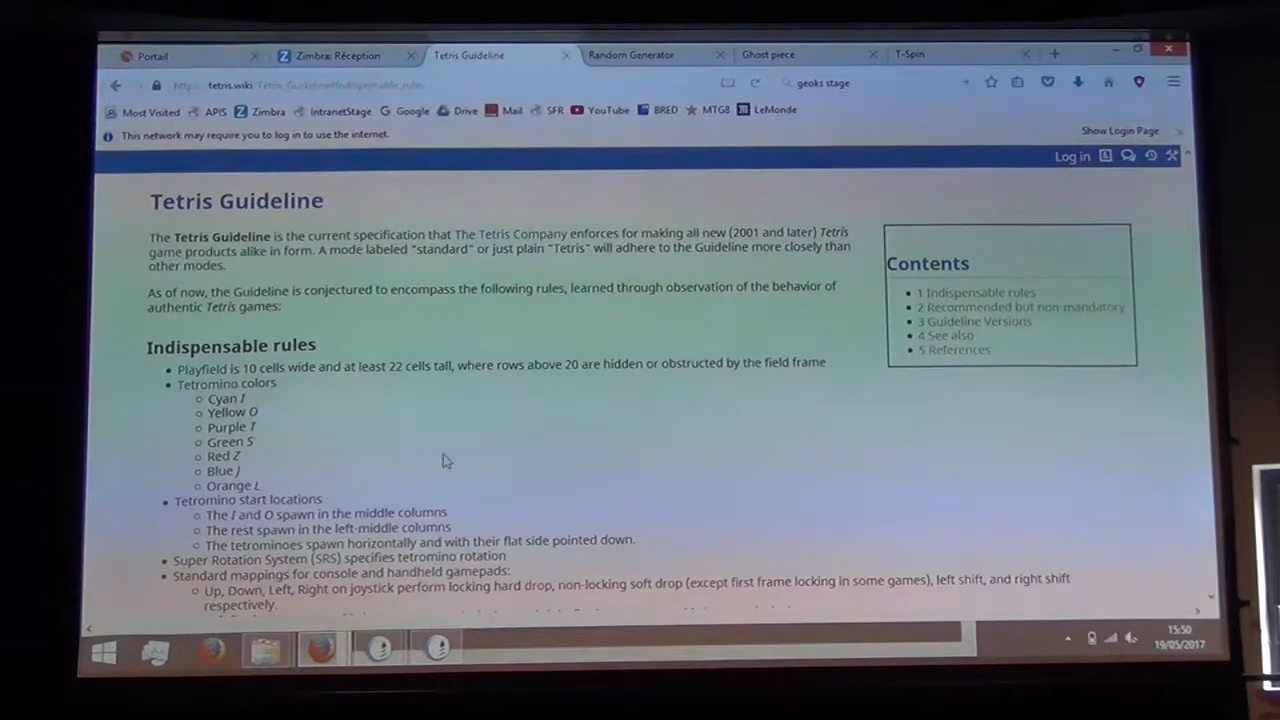 Portail
Zimbra: Réception
Tetris Guideline
Random Generator
Ghost piece
T-Spin
tetris.wiki/Tetris_Guideline#Indispensable_rules
geoks stage
Most Visited APIS Zimbra IntranetStage Google Drive Mail SFR YouTube BRED MTG8 LeMonde
This network may require you to log in to use the internet.
Show Login Page
Log in
Tetris Guideline
The Tetris Guideline is the current specification that The Tetris Company enforces for making all new (2001 and later) Tetris
game products alike in form. A mode labeled "standard" or just plain "Tetris" will adhere to the Guideline more closely than
other modes.
As of now, the Guideline is conjectured to encompass the following rules, learned through observation of the behavior of
authentic Tetris games:
Contents
1 Indispensable rules
2 Recommended but non-mandatory
3 Guideline Versions
4 See also
5 References
Indispensable rules
Playfield is 10 cells wide and at least 22 cells tall, where rows above 20 are hidden or obstructed by the field frame
Tetromino colors
Cyan I
Yellow O
Purple T
Green S
Red Z
Blue J
Orange L
Tetromino start locations
The I and O spawn in the middle columns
The rest spawn in the left-middle columns
The tetrominoes spawn horizontally and with their flat side pointed down.
Super Rotation System (SRS) specifies tetromino rotation
Standard mappings for console and handheld gamepads:
Up, Down, Left, Right on joystick perform locking hard drop, non-locking soft drop (except first frame locking in some games), left shift, and right shift
respectively.
15:50
19/05/2017